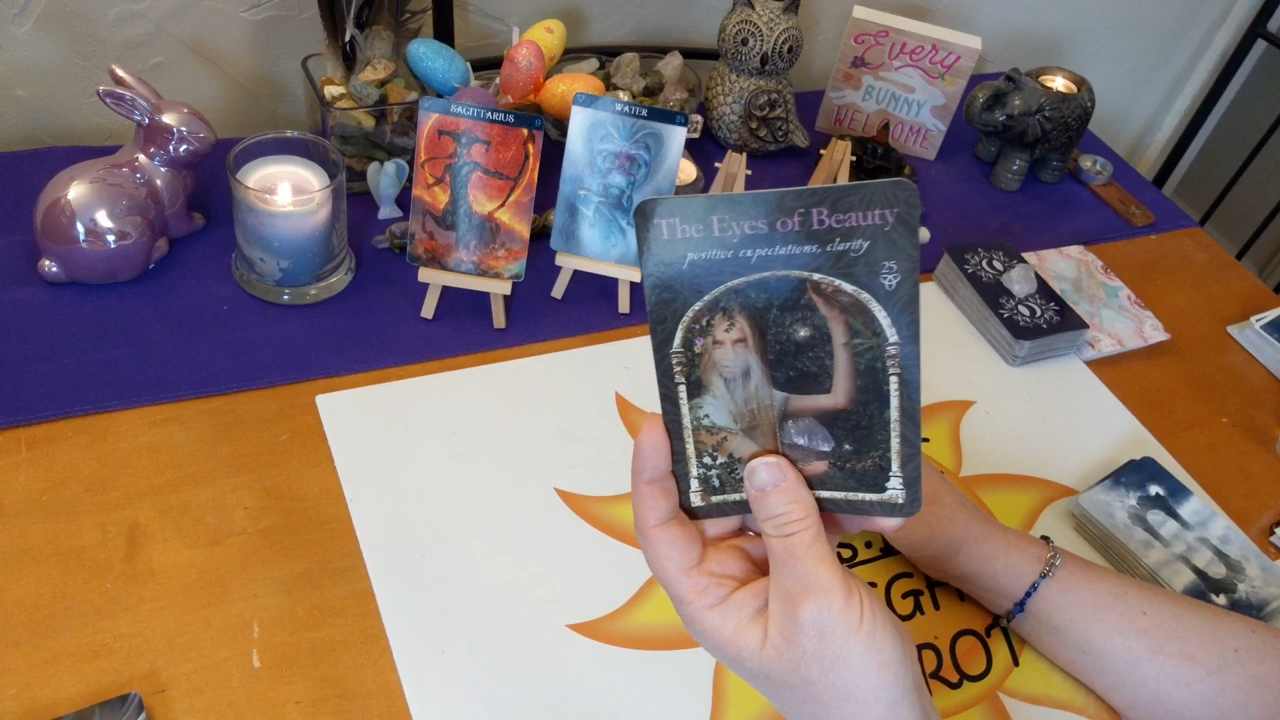 SAGITTARIUS 9
WATER 24
Every
BUNNY
WELCOME
The Eyes of Beauty
positive expectations, clarity
25